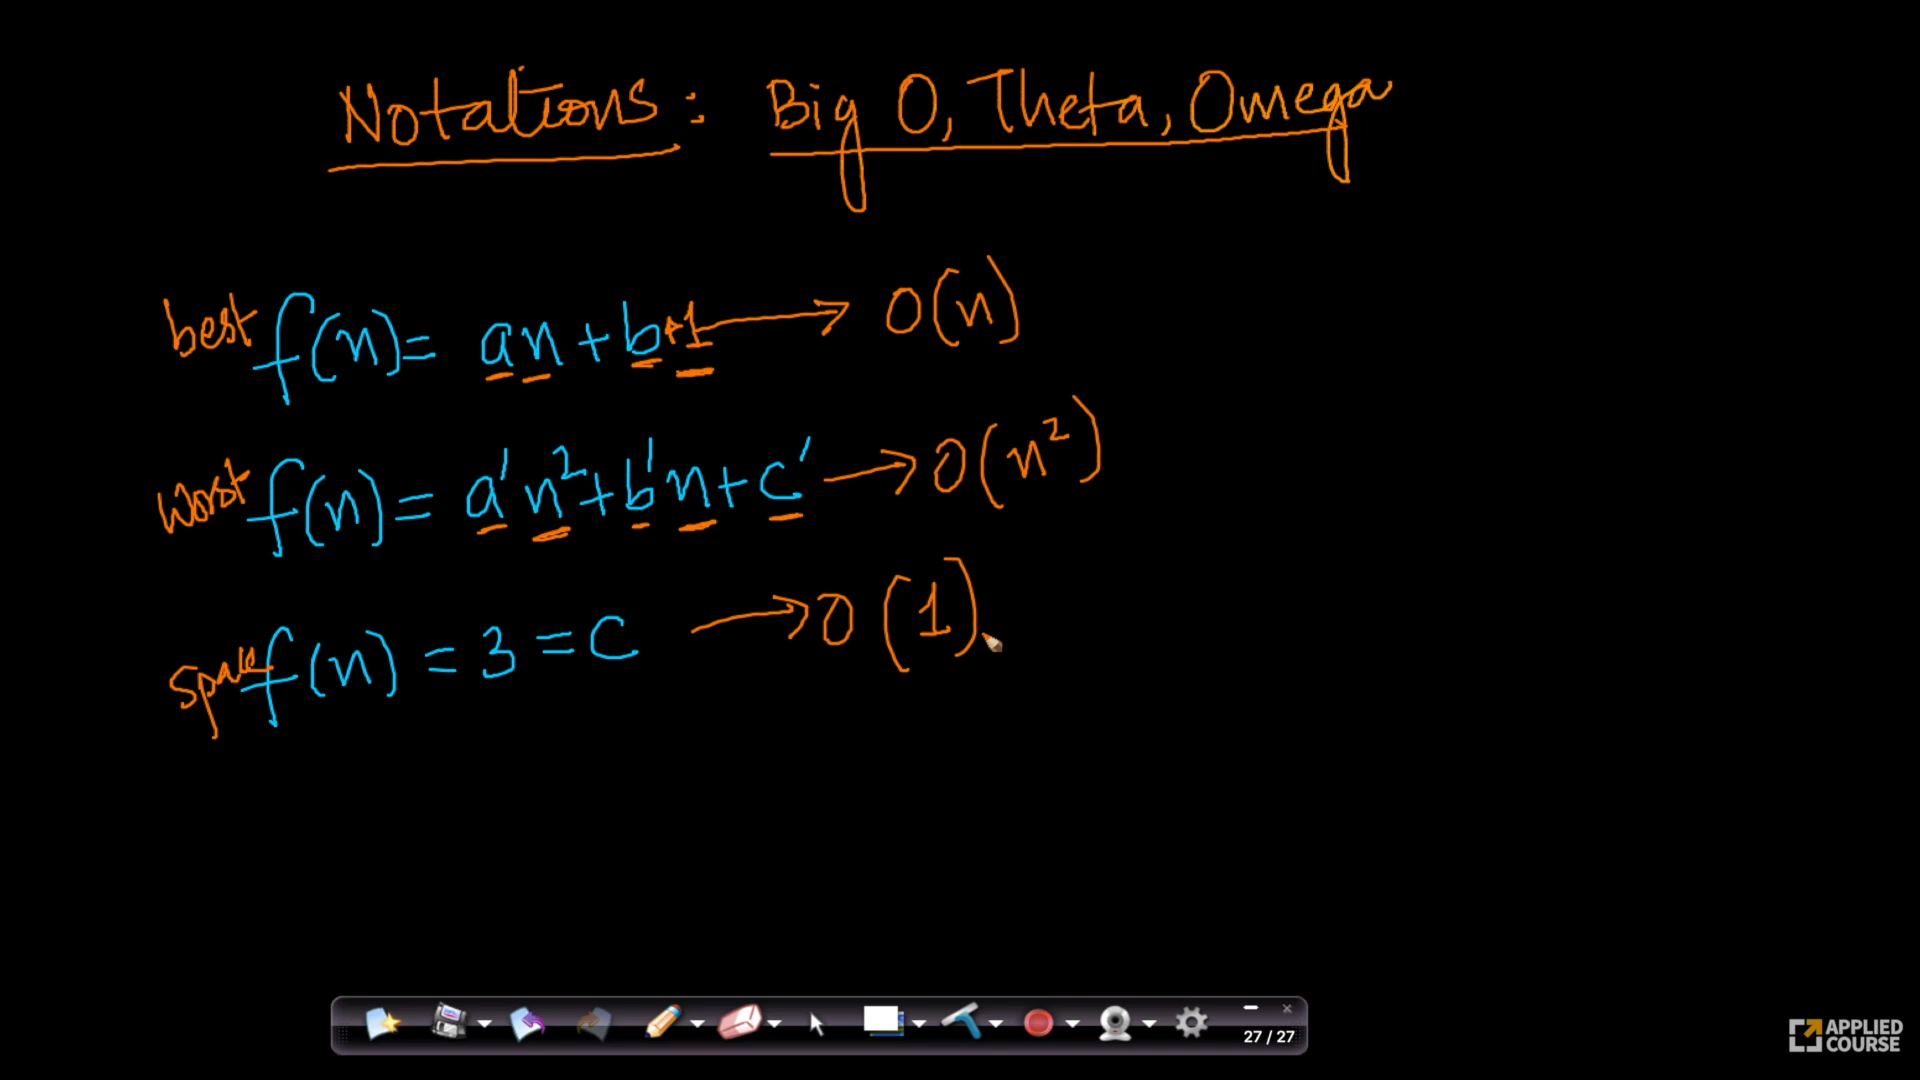 Notations: Big O, Theta, Omega
best f(n) = an + b+1 → O(n)
worst f(n) = a'n² + b'n + c' → O(n²)
space f(n) = 3 = c → O(1)
27 / 27
APPLIED
COURSE